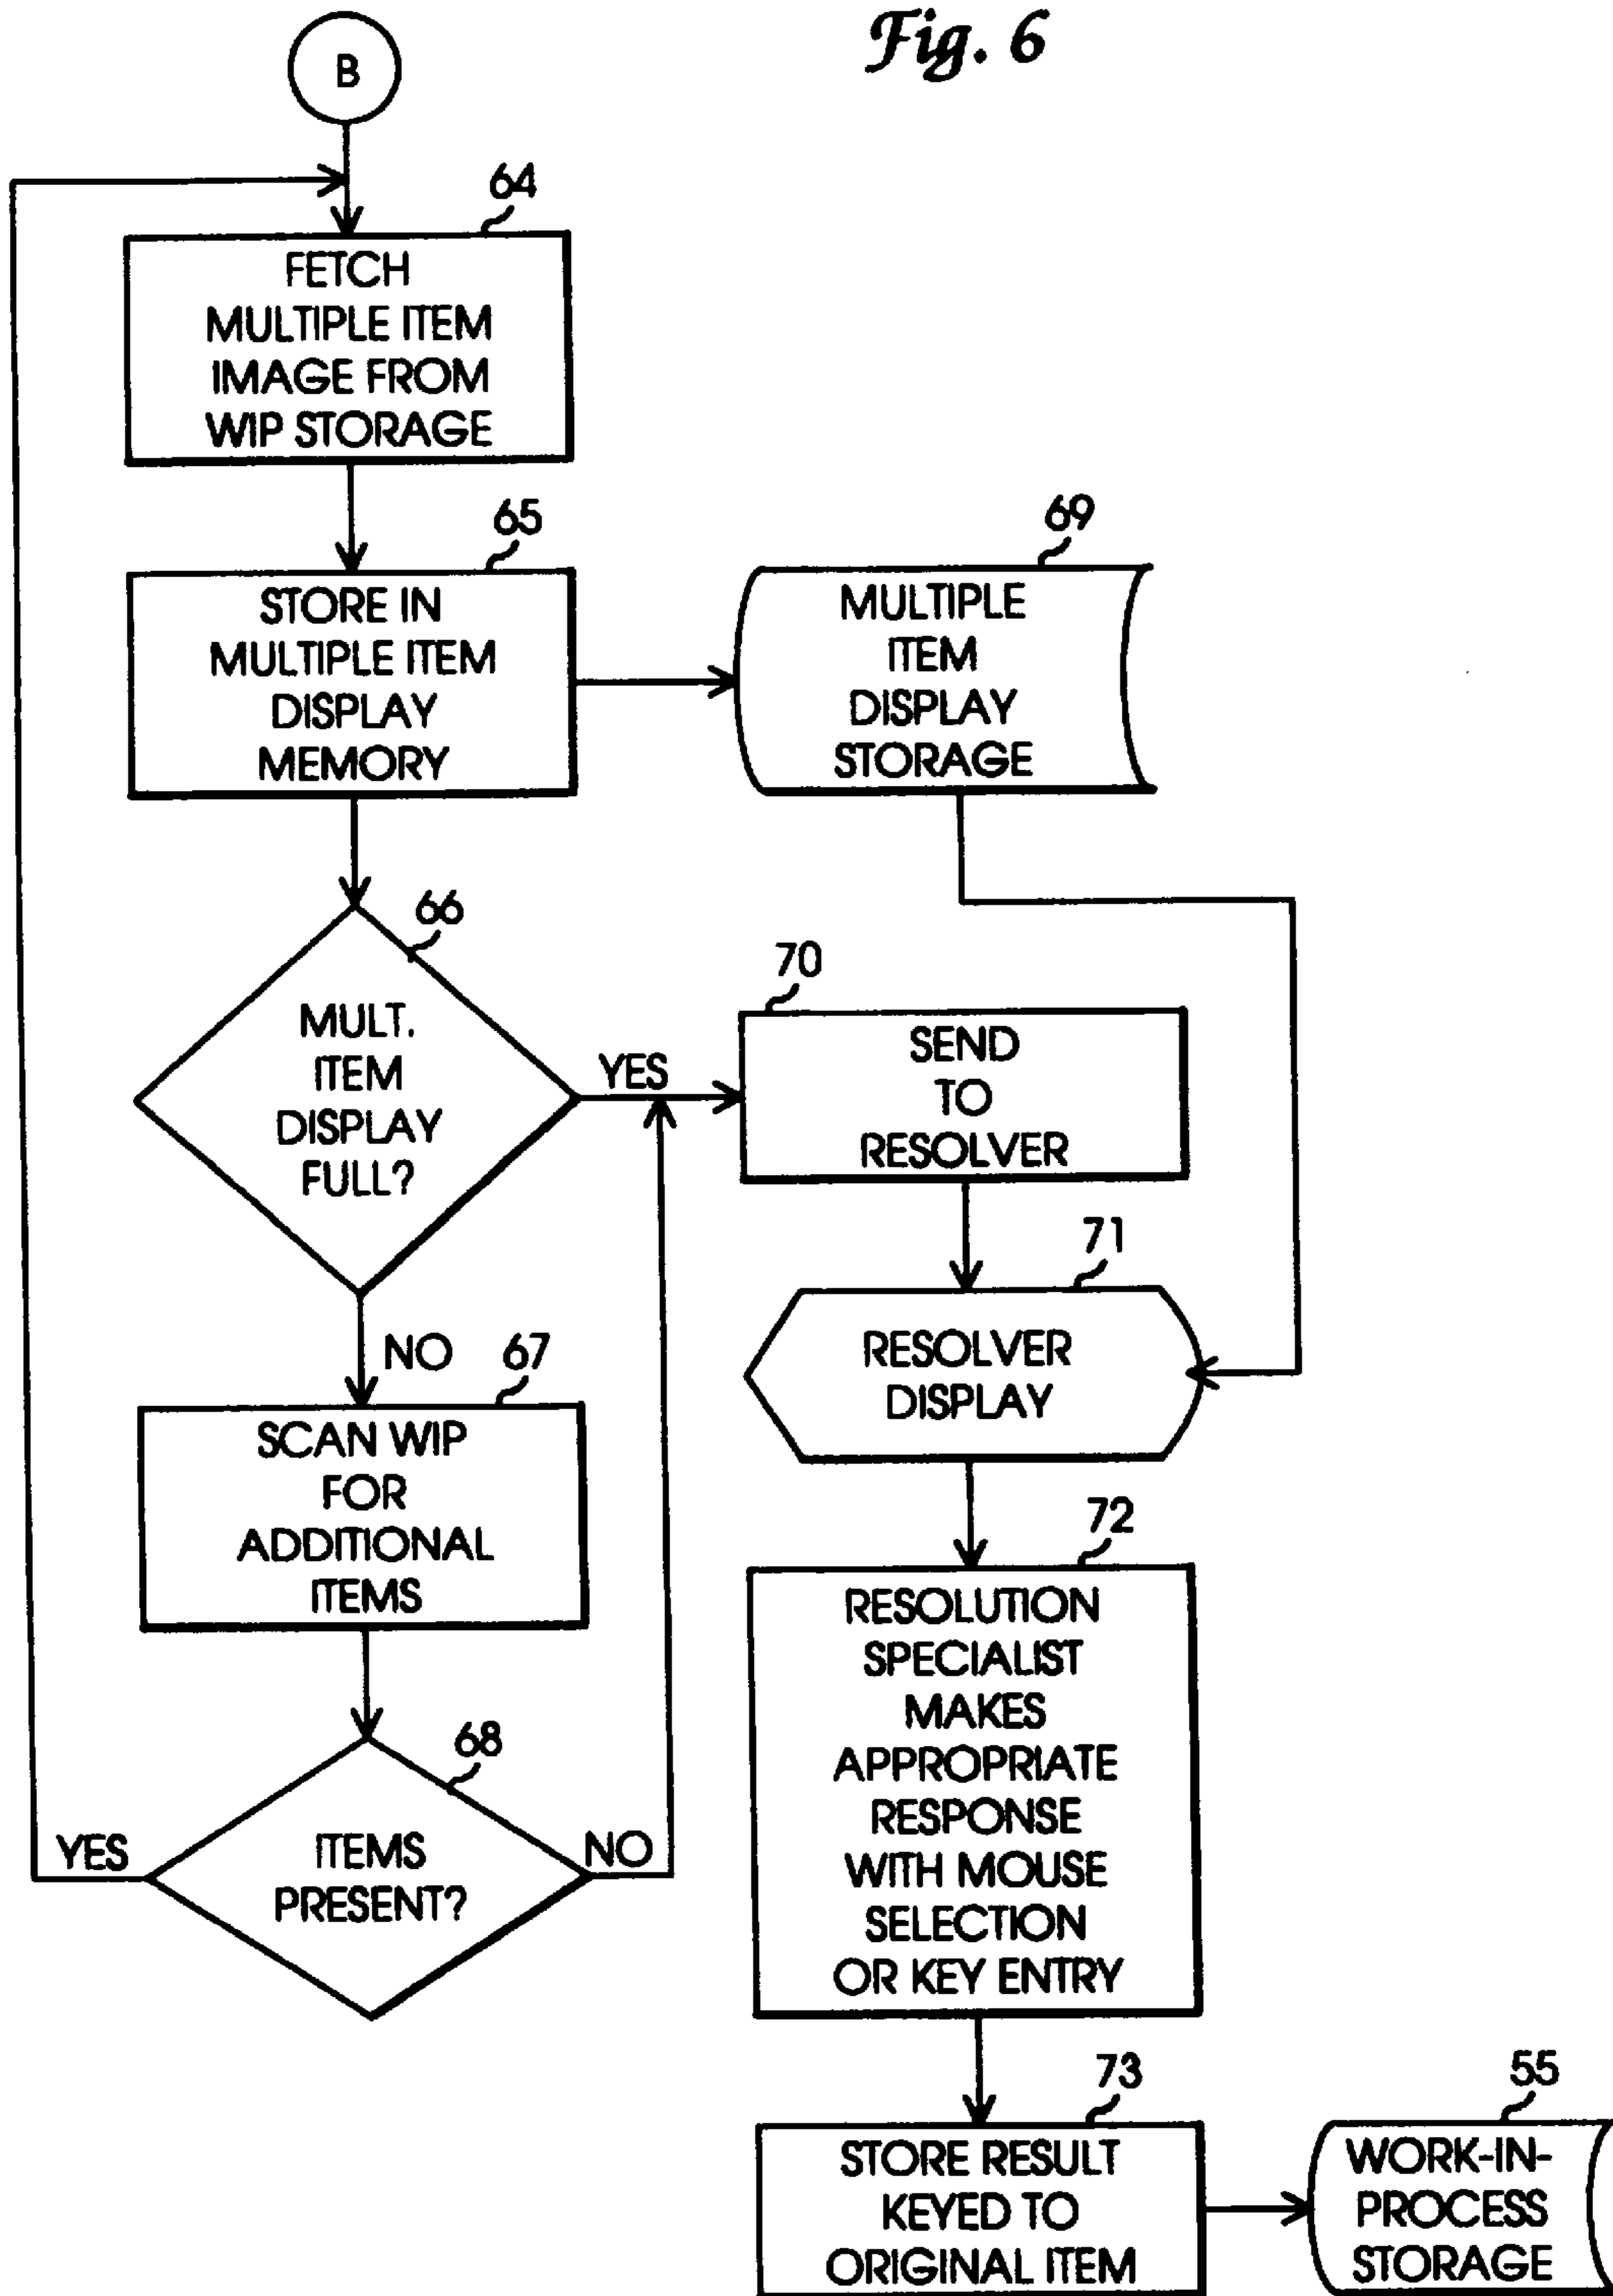 Fig. 6
B
64
FETCH
MULTIPLE ITEM
IMAGE FROM
WIP STORAGE
65
STORE IN
MULTIPLE ITEM
DISPLAY
MEMORY
69
MULTIPLE
ITEM
DISPLAY
STORAGE
66
MULT.
ITEM
DISPLAY
FULL?
YES
NO
70
SEND
TO
RESOLVER
71
RESOLVER
DISPLAY
67
SCAN WIP
FOR
ADDITIONAL
ITEMS
68
ITEMS
PRESENT?
YES
NO
72
RESOLUTION
SPECIALIST
MAKES
APPROPRIATE
RESPONSE
WITH MOUSE
SELECTION
OR KEY ENTRY
73
STORE RESULT
KEYED TO
ORIGINAL ITEM
55
WORK-IN-
PROCESS
STORAGE